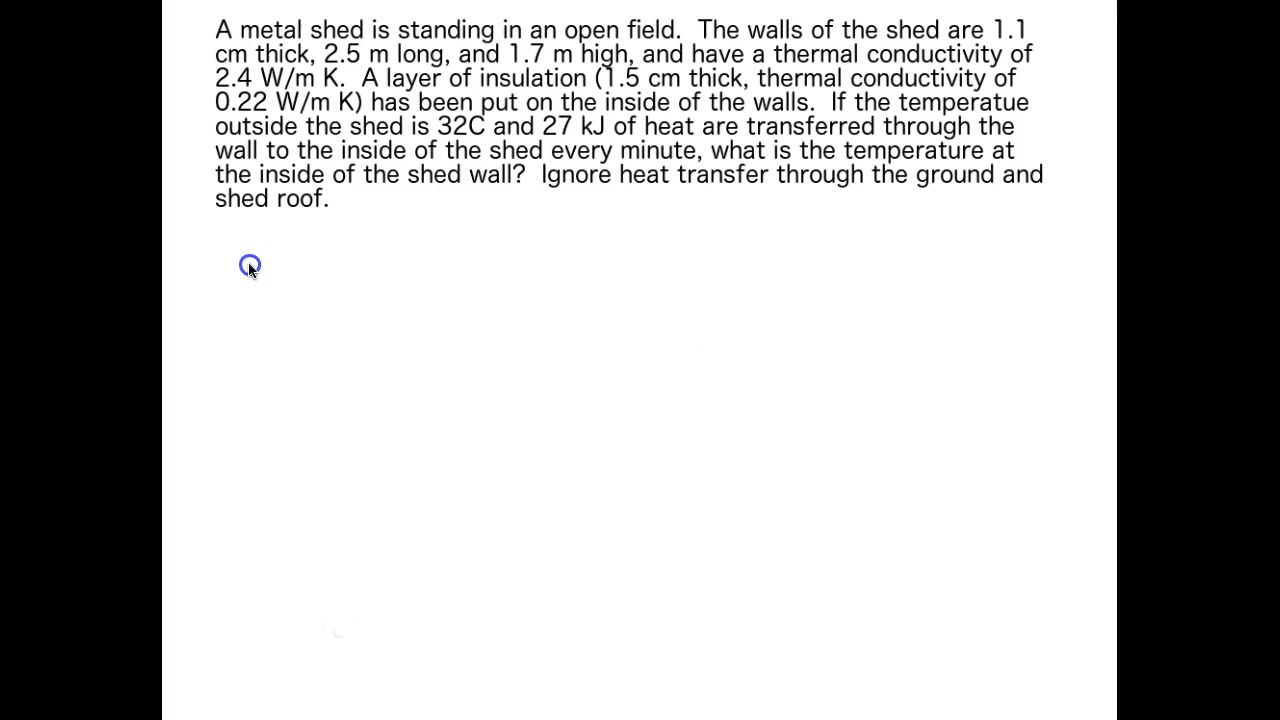 A metal shed is standing in an open field.  The walls of the shed are 1.1
cm thick, 2.5 m long, and 1.7 m high, and have a thermal conductivity of
2.4 W/m K.  A layer of insulation (1.5 cm thick, thermal conductivity of
0.22 W/m K) has been put on the inside of the walls.  If the temperatue
outside the shed is 32C and 27 kJ of heat are transferred through the
wall to the inside of the shed every minute, what is the temperature at
the inside of the shed wall?  Ignore heat transfer through the ground and
shed roof.